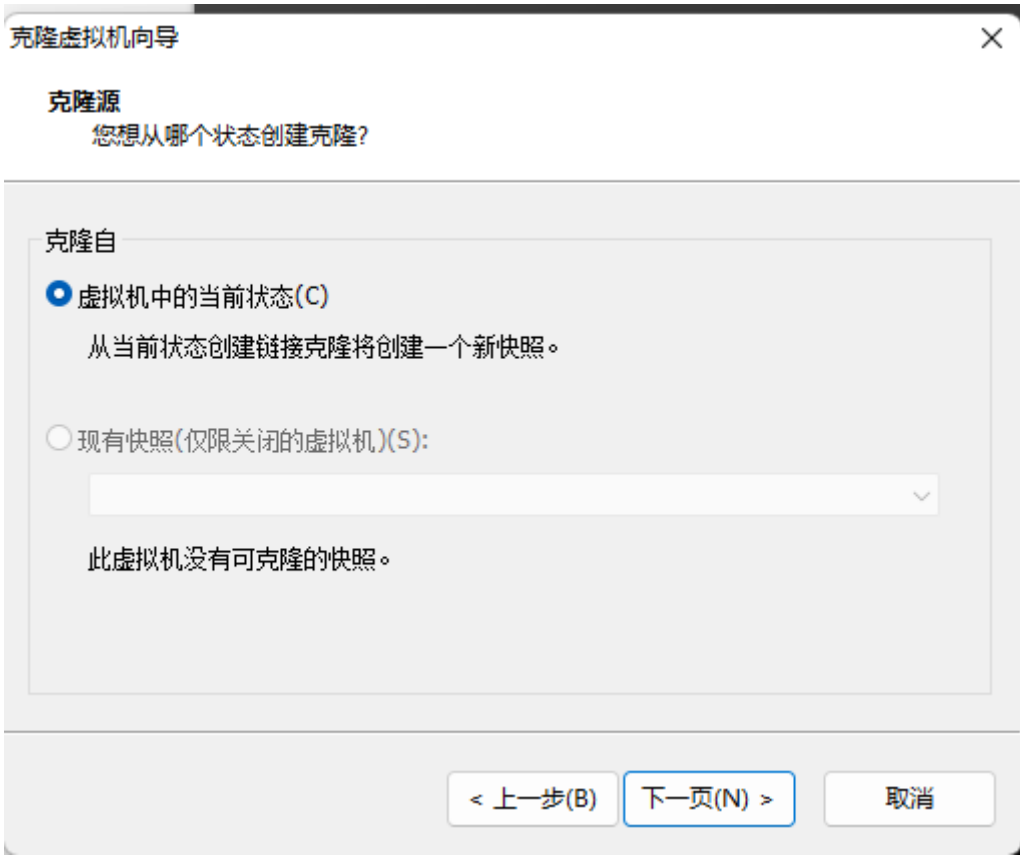 克隆虚拟机向导
克隆源
您想从哪个状态创建克隆?
克隆自
虚拟机中的当前状态(C)
从当前状态创建链接克隆将创建一个新快照。
现有快照(仅限关闭的虚拟机)(S):
此虚拟机没有可克隆的快照。
< 上一步(B) 下一页(N) > 取消